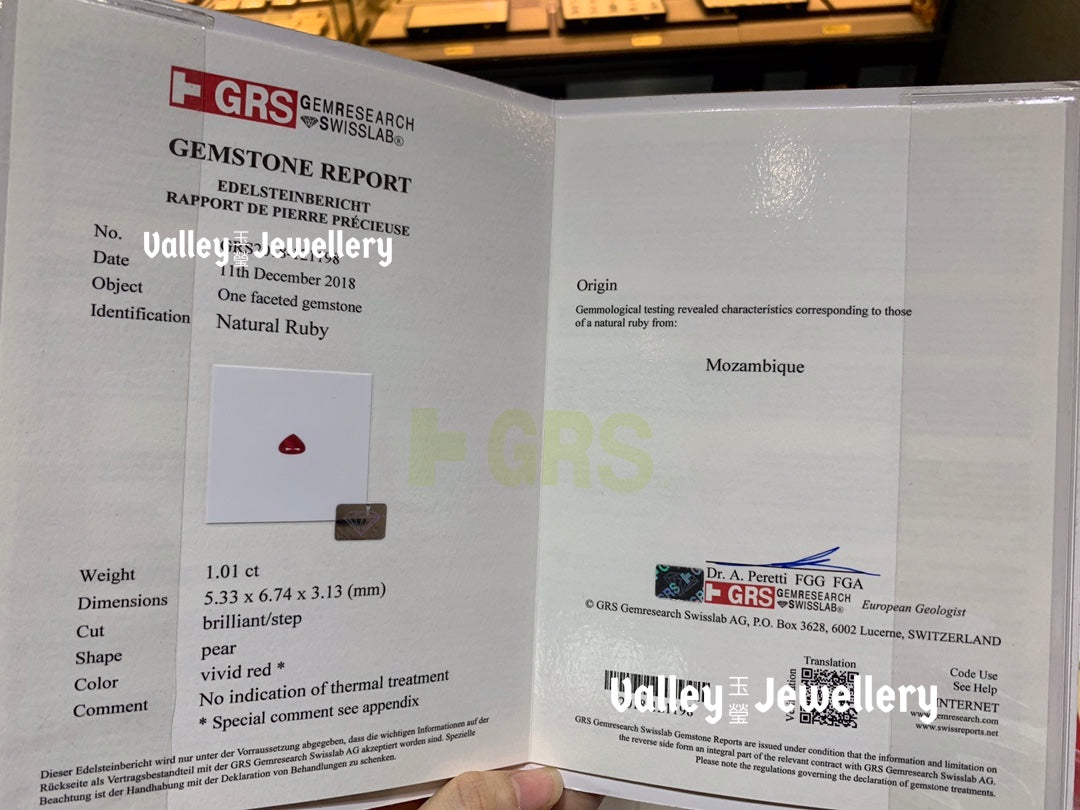 GRS GEMRESEARCH SWISSLAB®
GEMSTONE REPORT
EDELSTEINBERICHT
RAPPORT DE PIERRE PRÉCIEUSE
No.
Valley 玉瑩 Jewellery
Date 11th December 2018
Object One faceted gemstone
Identification Natural Ruby
GRS
Weight 1.01 ct
Dimensions 5.33 x 6.74 x 3.13 (mm)
Cut brilliant/step
Shape pear
Color vivid red *
Comment No indication of thermal treatment
* Special comment see appendix
Dieser Edelsteinbericht wird nur unter der Vorraussetzung abgegeben, dass die wichtigen Informationen auf der
Rückseite als Vertragsbestandteil mit der GRS Gemresearch Swisslab AG akzeptiert worden sind. Spezielle
Beachtung ist der Handhabung mit der Deklaration von Behandlungen zu schenken.
Origin
Gemmological testing revealed characteristics corresponding to those
of a natural ruby from:
Mozambique
Dr. A. Peretti FGG FGA
GRS GEMRESEARCH SWISSLAB® European Geologist
© GRS Gemresearch Swisslab AG, P.O. Box 3628, 6002 Lucerne, SWITZERLAND
Translation
Code Use
See Help
INTERNET
Valley 玉瑩 Jewellery
www.swissreports.net
GRS Gemresearch Swisslab Gemstone Reports are issued under condition that the information and limitation on
the reverse side form an integral part of the relevant contract with GRS Gemresearch Swisslab AG.
Please note the regulations governing the declaration of gemstone treatments.